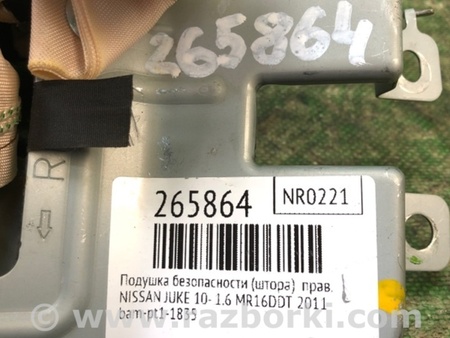 265864
R
265864
NR0221
Подушка безопасности (штора) прав.
NISSAN JUKE 10- 1.6 MR16DDT 2011
bam-pt1-1835
www.razborki.com